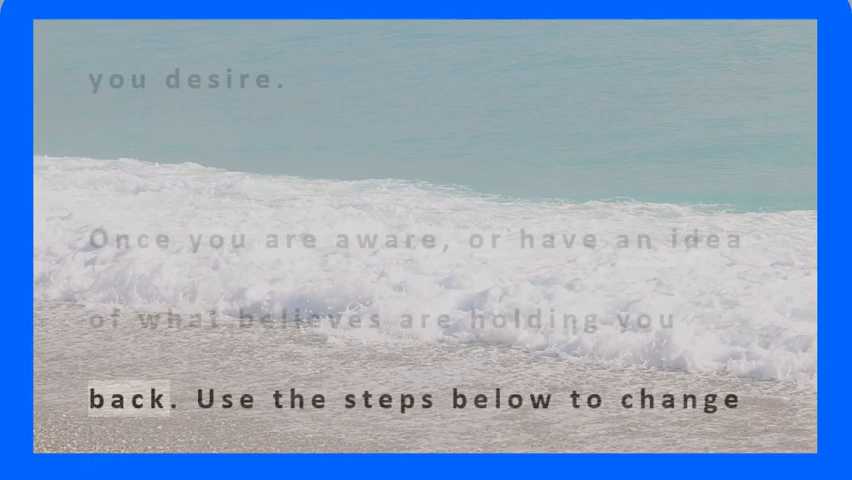 you desire.
Once you are aware, or have an idea
of what believes are holding you
back. Use the steps below to change